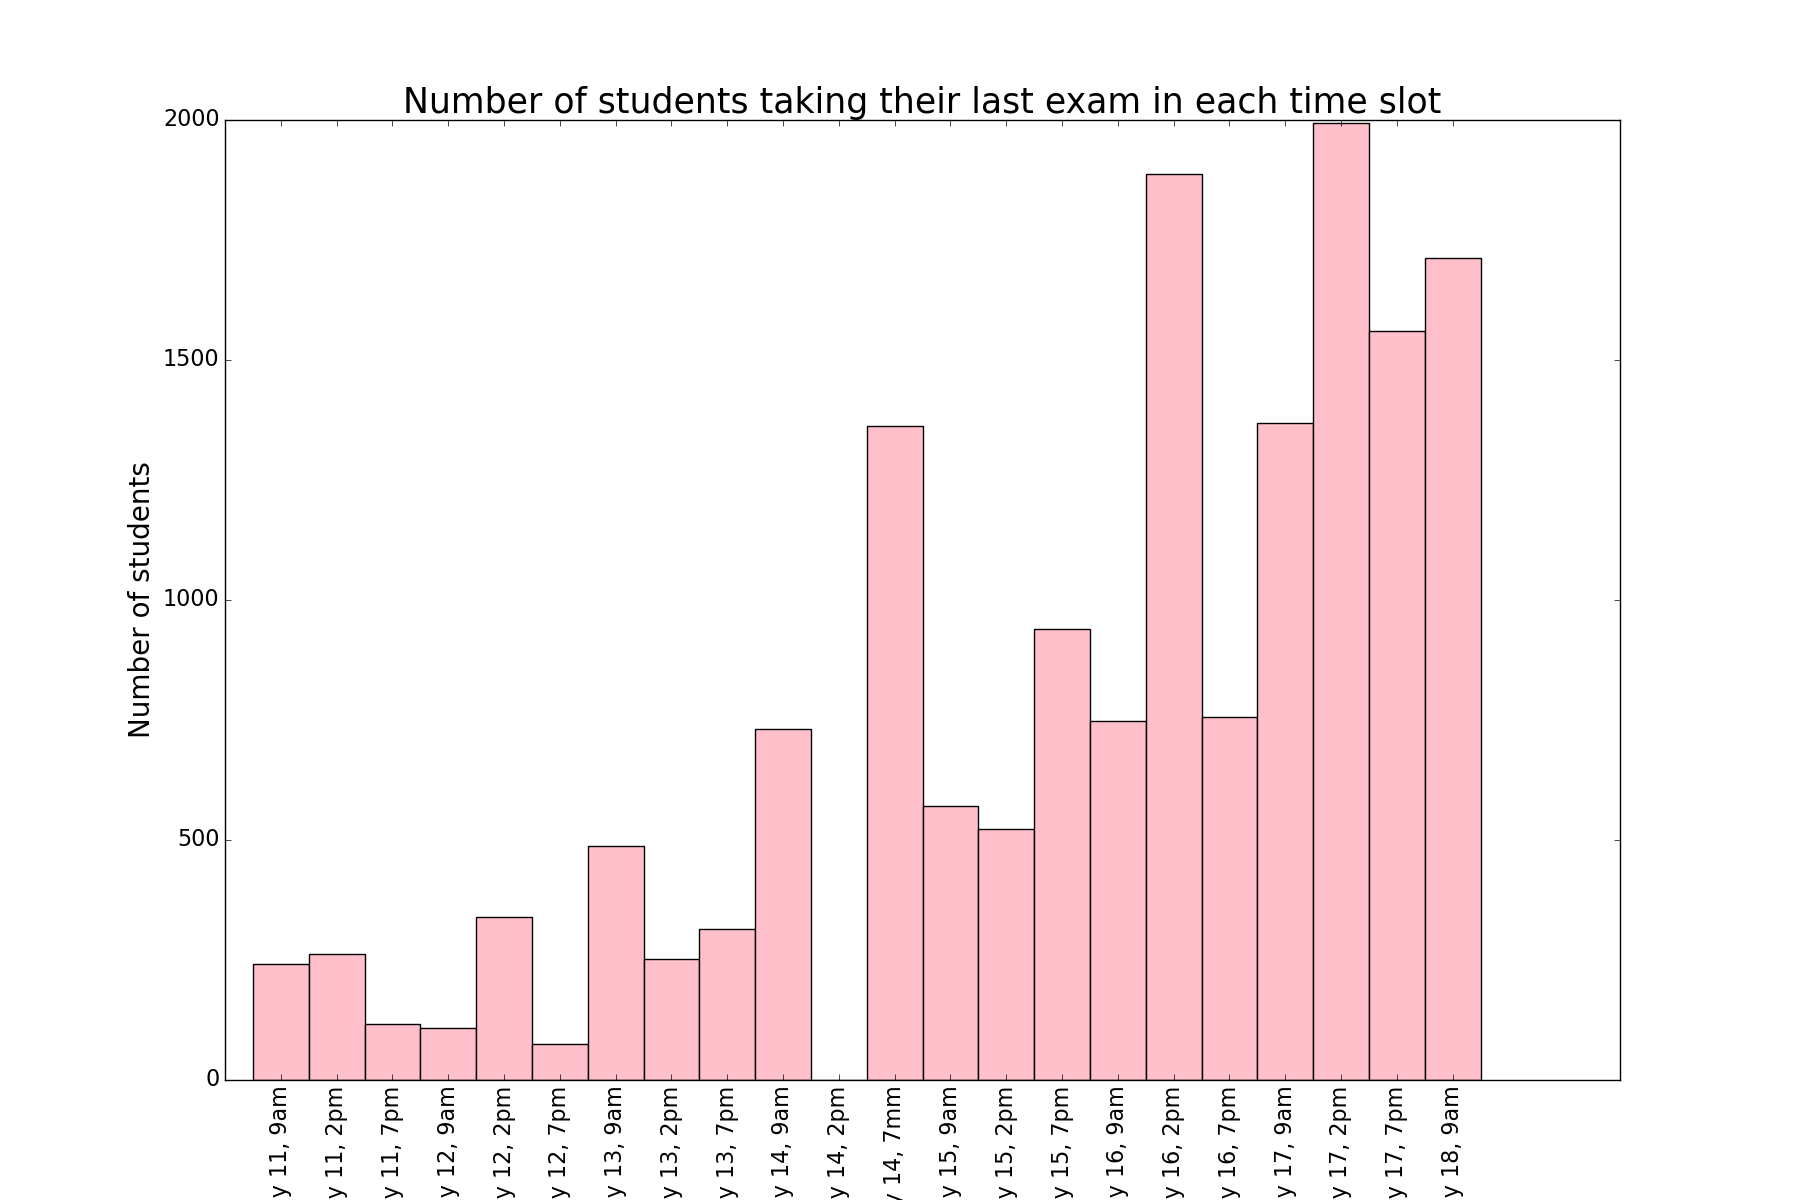 Number of students taking their last exam in each time slot
Number of students
2000
1500
1000
500
0
y 11, 9am
y 11, 2pm
y 11, 7pm
y 12, 9am
y 12, 2pm
y 12, 7pm
y 13, 9am
y 13, 2pm
y 13, 7pm
y 14, 9am
y 14, 2pm
y 14, 7mm
y 15, 9am
y 15, 2pm
y 15, 7pm
y 16, 9am
y 16, 2pm
y 16, 7pm
y 17, 9am
y 17, 2pm
y 17, 7pm
y 18, 9am